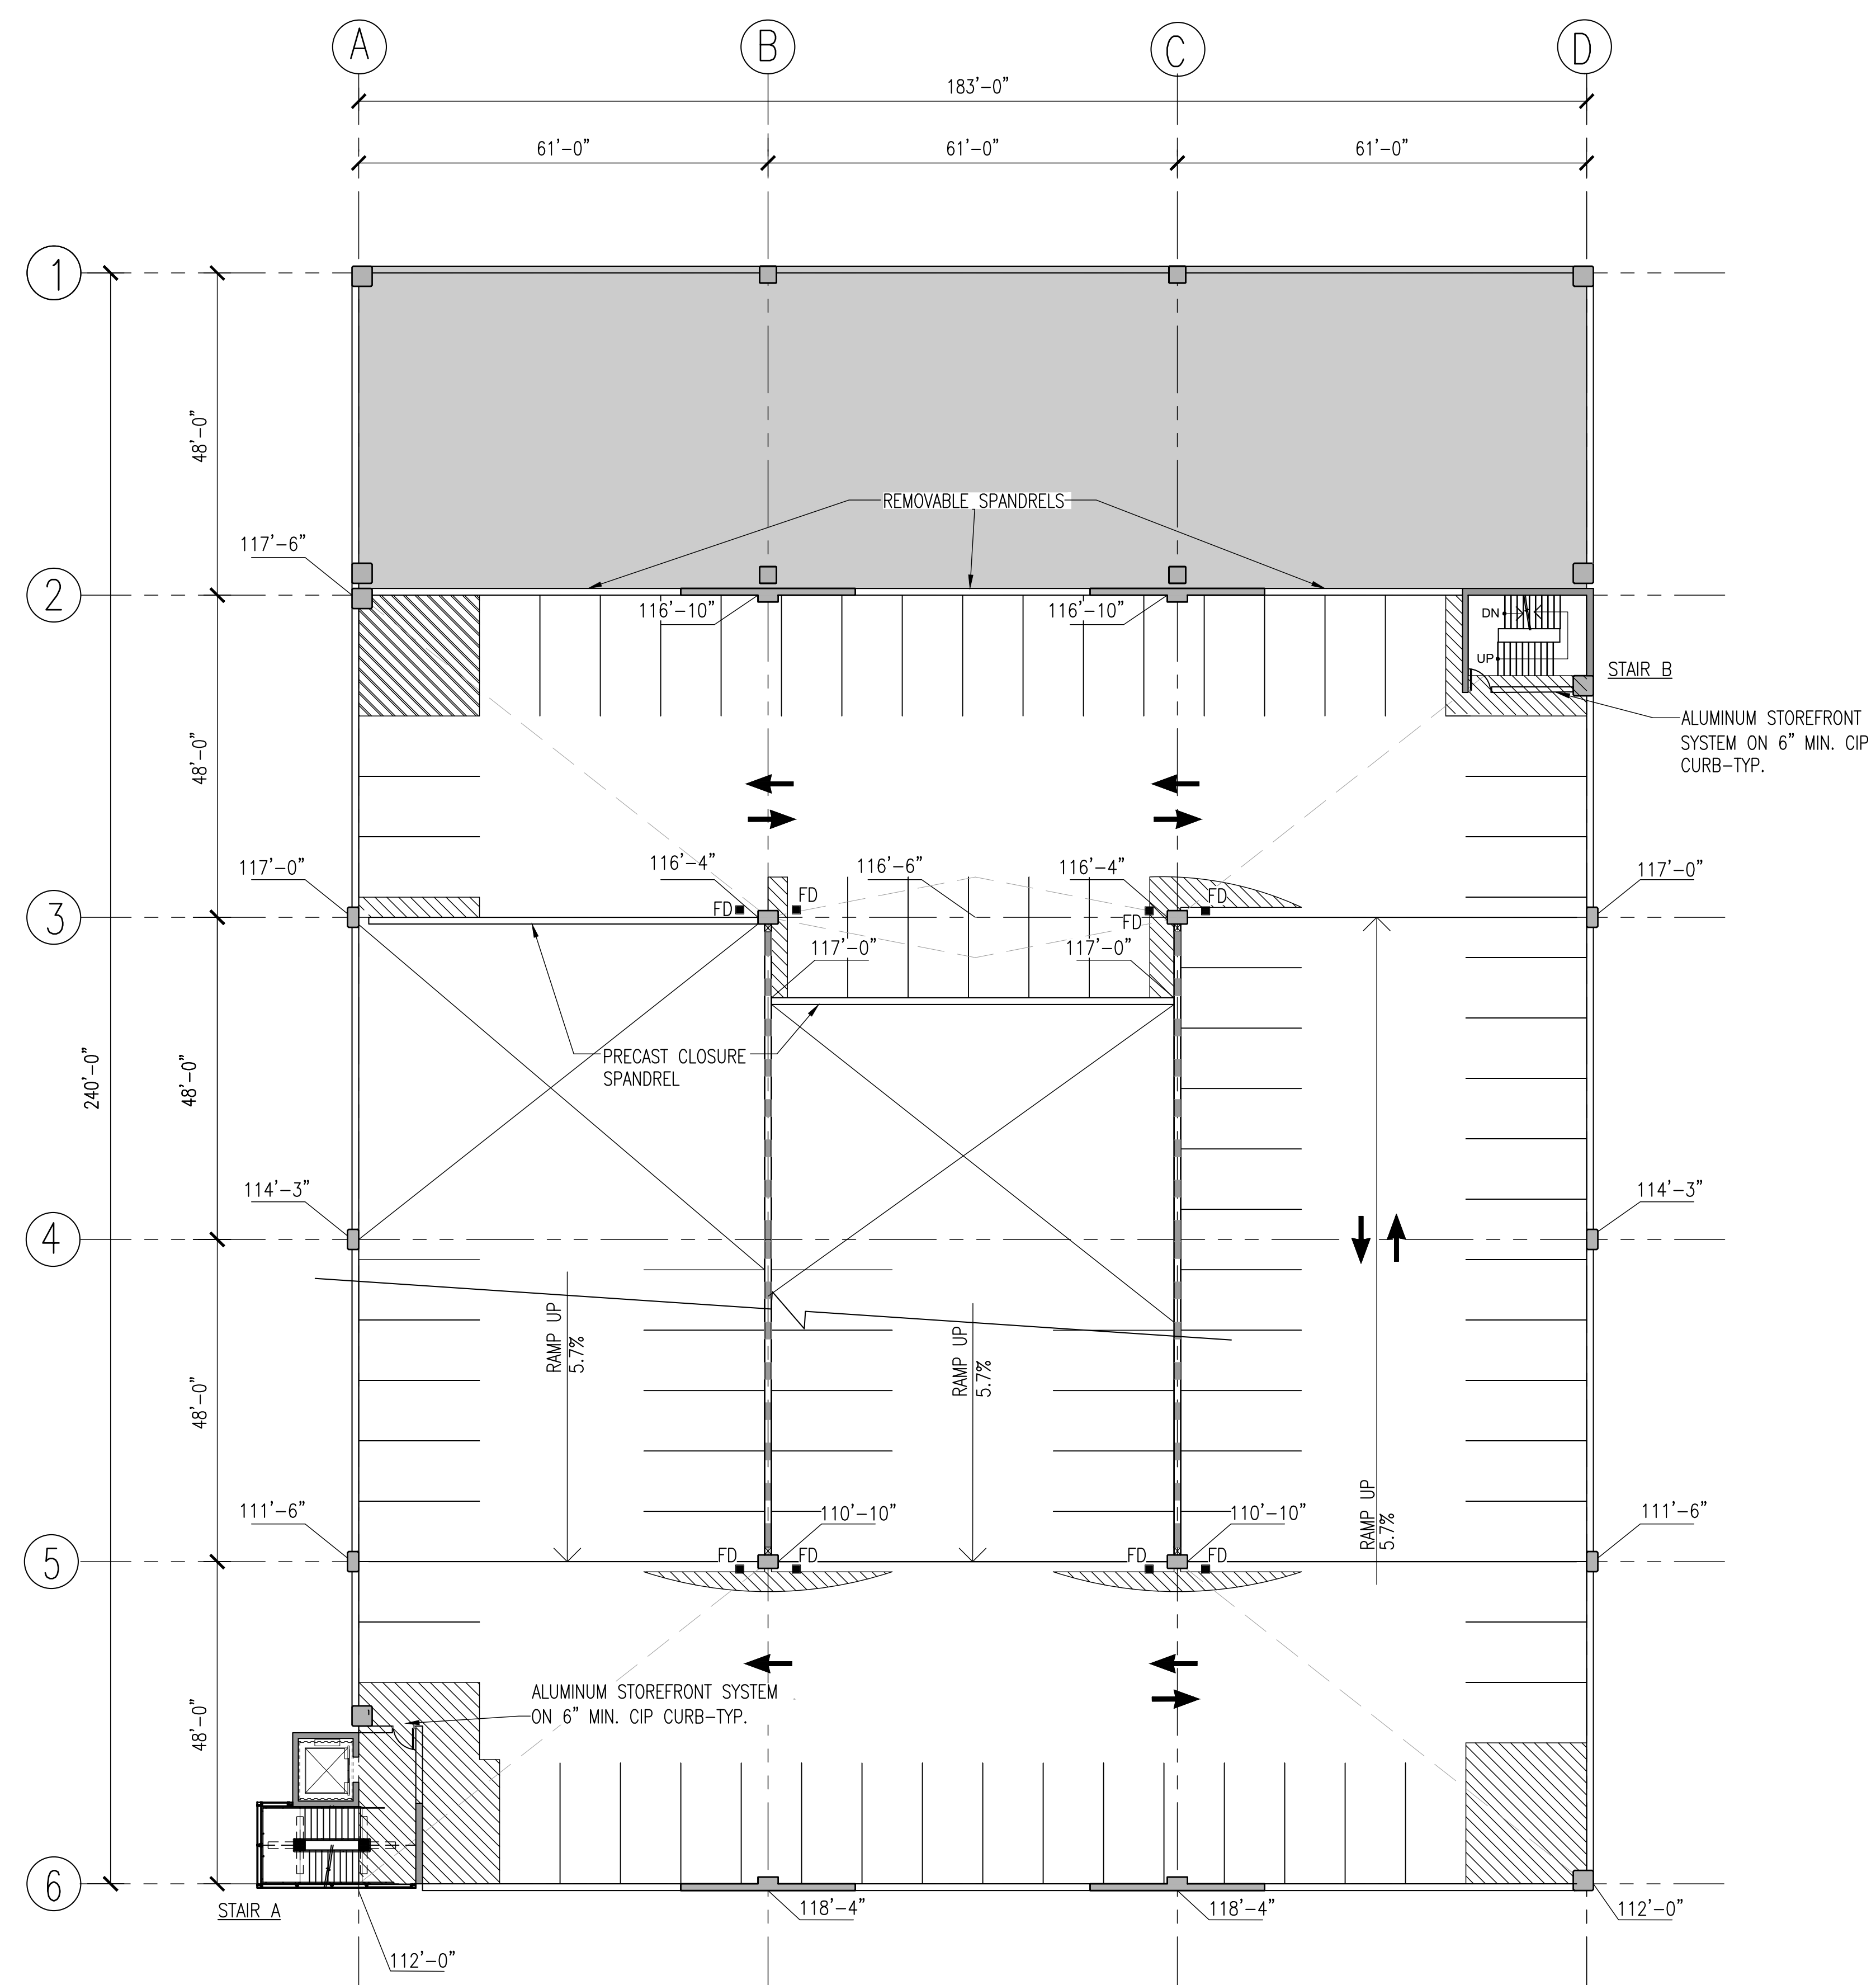 A
B
C
D
183'-0"
61'-0"
61'-0"
61'-0"
1
48'-0"
REMOVABLE SPANDRELS
117'-6"
2
116'-10"
116'-10"
DN
UP
STAIR B
ALUMINUM STOREFRONT
SYSTEM ON 6" MIN. CIP
CURB-TYP.
48'-0"
117'-0"
116'-4"
116'-6"
116'-4"
117'-0"
FD
FD
FD
FD
3
117'-0"
117'-0"
PRECAST CLOSURE
SPANDREL
240'-0"
48'-0"
114'-3"
114'-3"
4
RAMP UP
5.7%
RAMP UP
5.7%
48'-0"
RAMP UP
5.7%
111'-6"
110'-10"
110'-10"
111'-6"
5
FD
FD
FD
FD
ALUMINUM STOREFRONT SYSTEM
ON 6" MIN. CIP CURB-TYP.
48'-0"
6
STAIR A
118'-4"
118'-4"
112'-0"
112'-0"